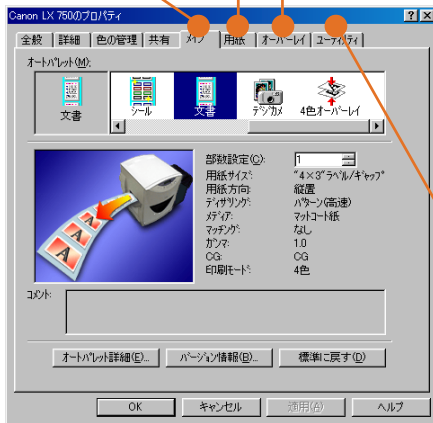 Canon LX 750のプロパティ
全般 詳細 色の管理 共有 メイン 用紙 オーバーレイ ユーティリティ
オートパレット(M):
文書 シール 文書 デジカメ 4色オーバーレイ
部数設定(C): 1
用紙サイズ: "4×3"ラベル/ギャップ"
用紙方向: 縦置
ディザリング: パターン(高速)
メディア: マットコート紙
マッチング: なし
ガンマ: 1.0
CG: CG
印刷モード: 4色
コメント:
オートパレット詳細(E)... バージョン情報(B)... 標準に戻す(D)
OK キャンセル 適用(A) ヘルプ